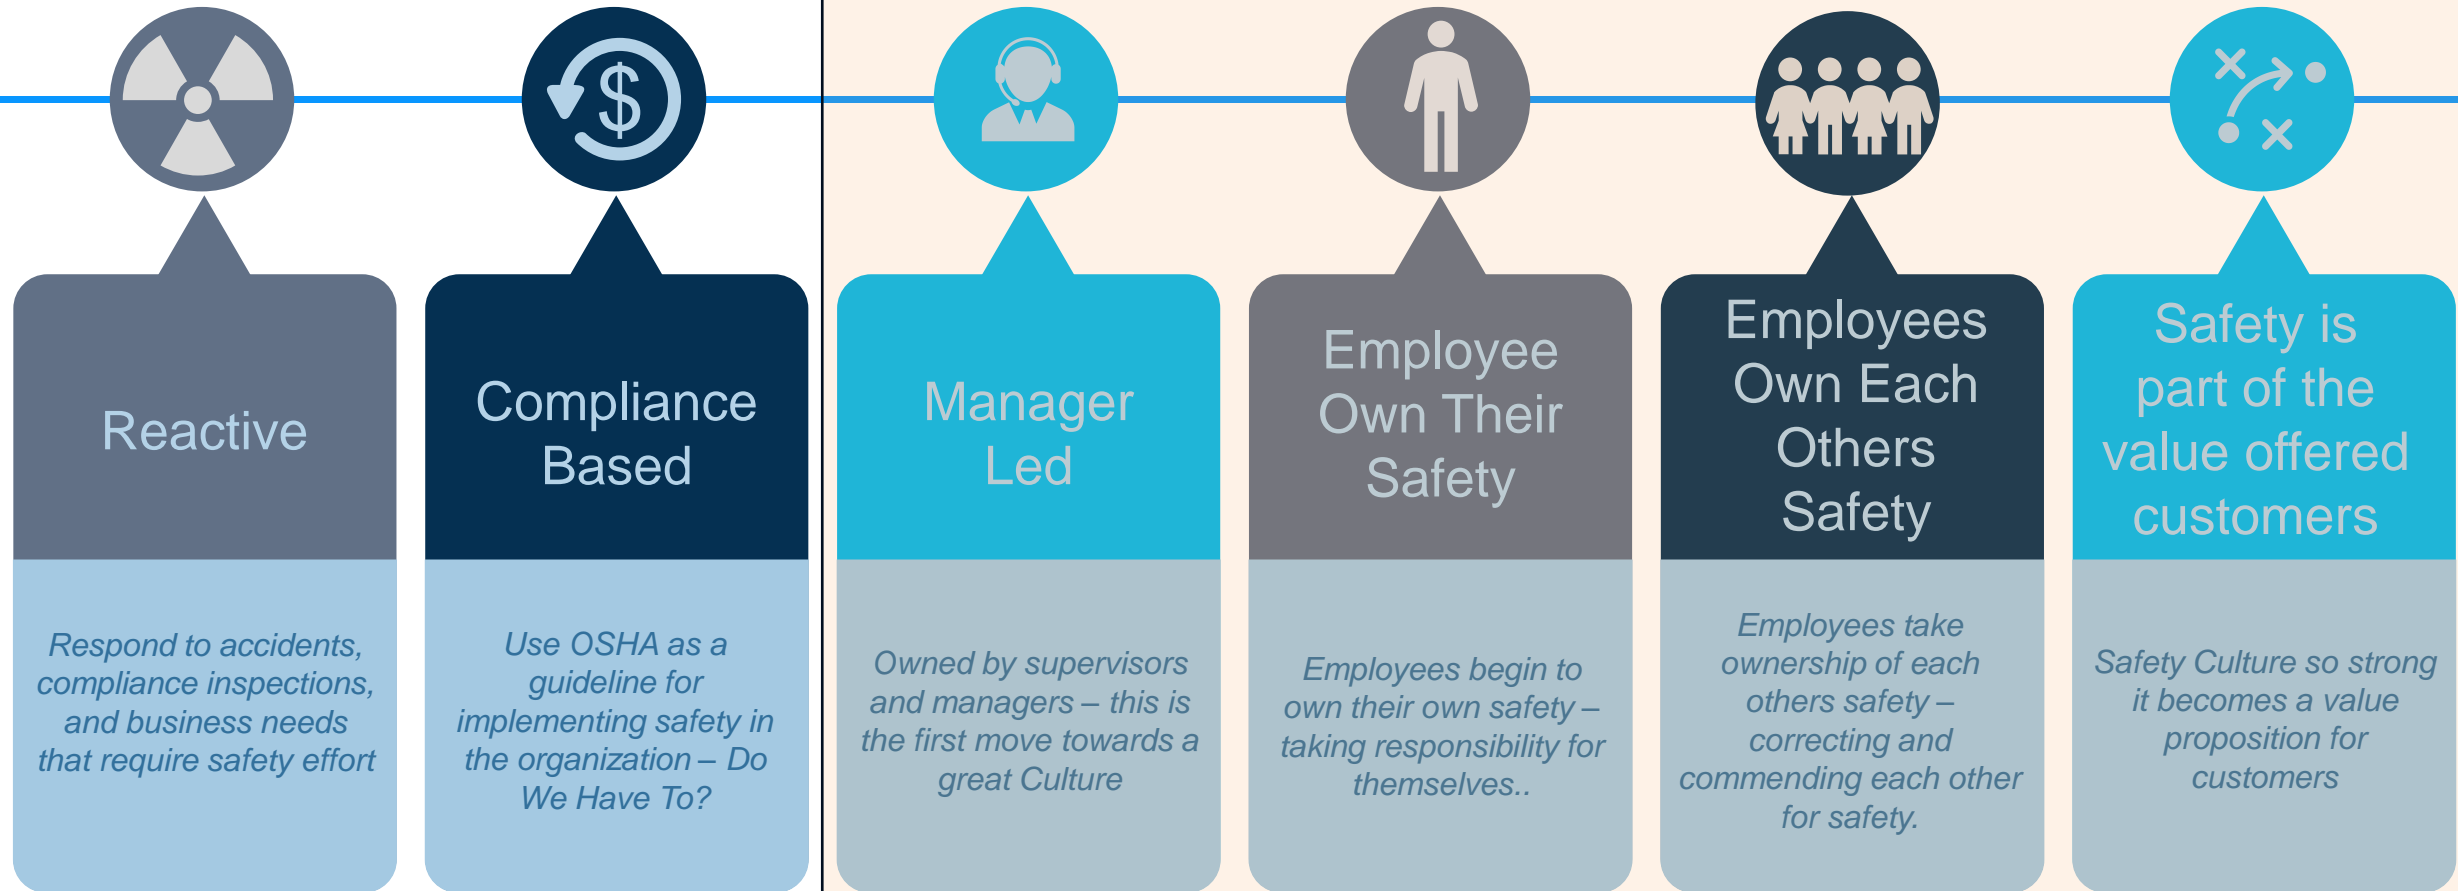 $
Reactive
Respond to accidents,
compliance inspections,
and business needs
that require safety effort
Compliance
Based
Use OSHA as a
guideline for
implementing safety in
the organization – Do
We Have To?
Manager
Led
Owned by supervisors
and managers – this is
the first move towards a
great Culture
Employee
Own Their
Safety
Employees begin to
own their own safety –
taking responsibility for
themselves..
Employees
Own Each
Others
Safety
Employees take
ownership of each
others safety –
correcting and
commending each other
for safety.
Safety is
part of the
value offered
customers
Safety Culture so strong
it becomes a value
proposition for
customers